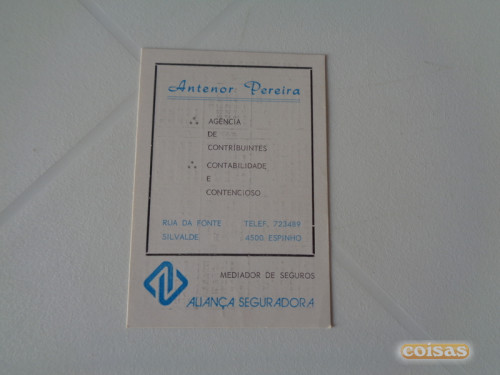 Antenor Pereira
∴ AGÊNCIA
DE
CONTRIBUINTES
∴ CONTABILIDADE
E
CONTENCIOSO
RUA DA FONTE TELEF. 723489
SILVALDE 4500 ESPINHO
MEDIADOR DE SEGUROS
ALIANÇA SEGURADORA
coisas